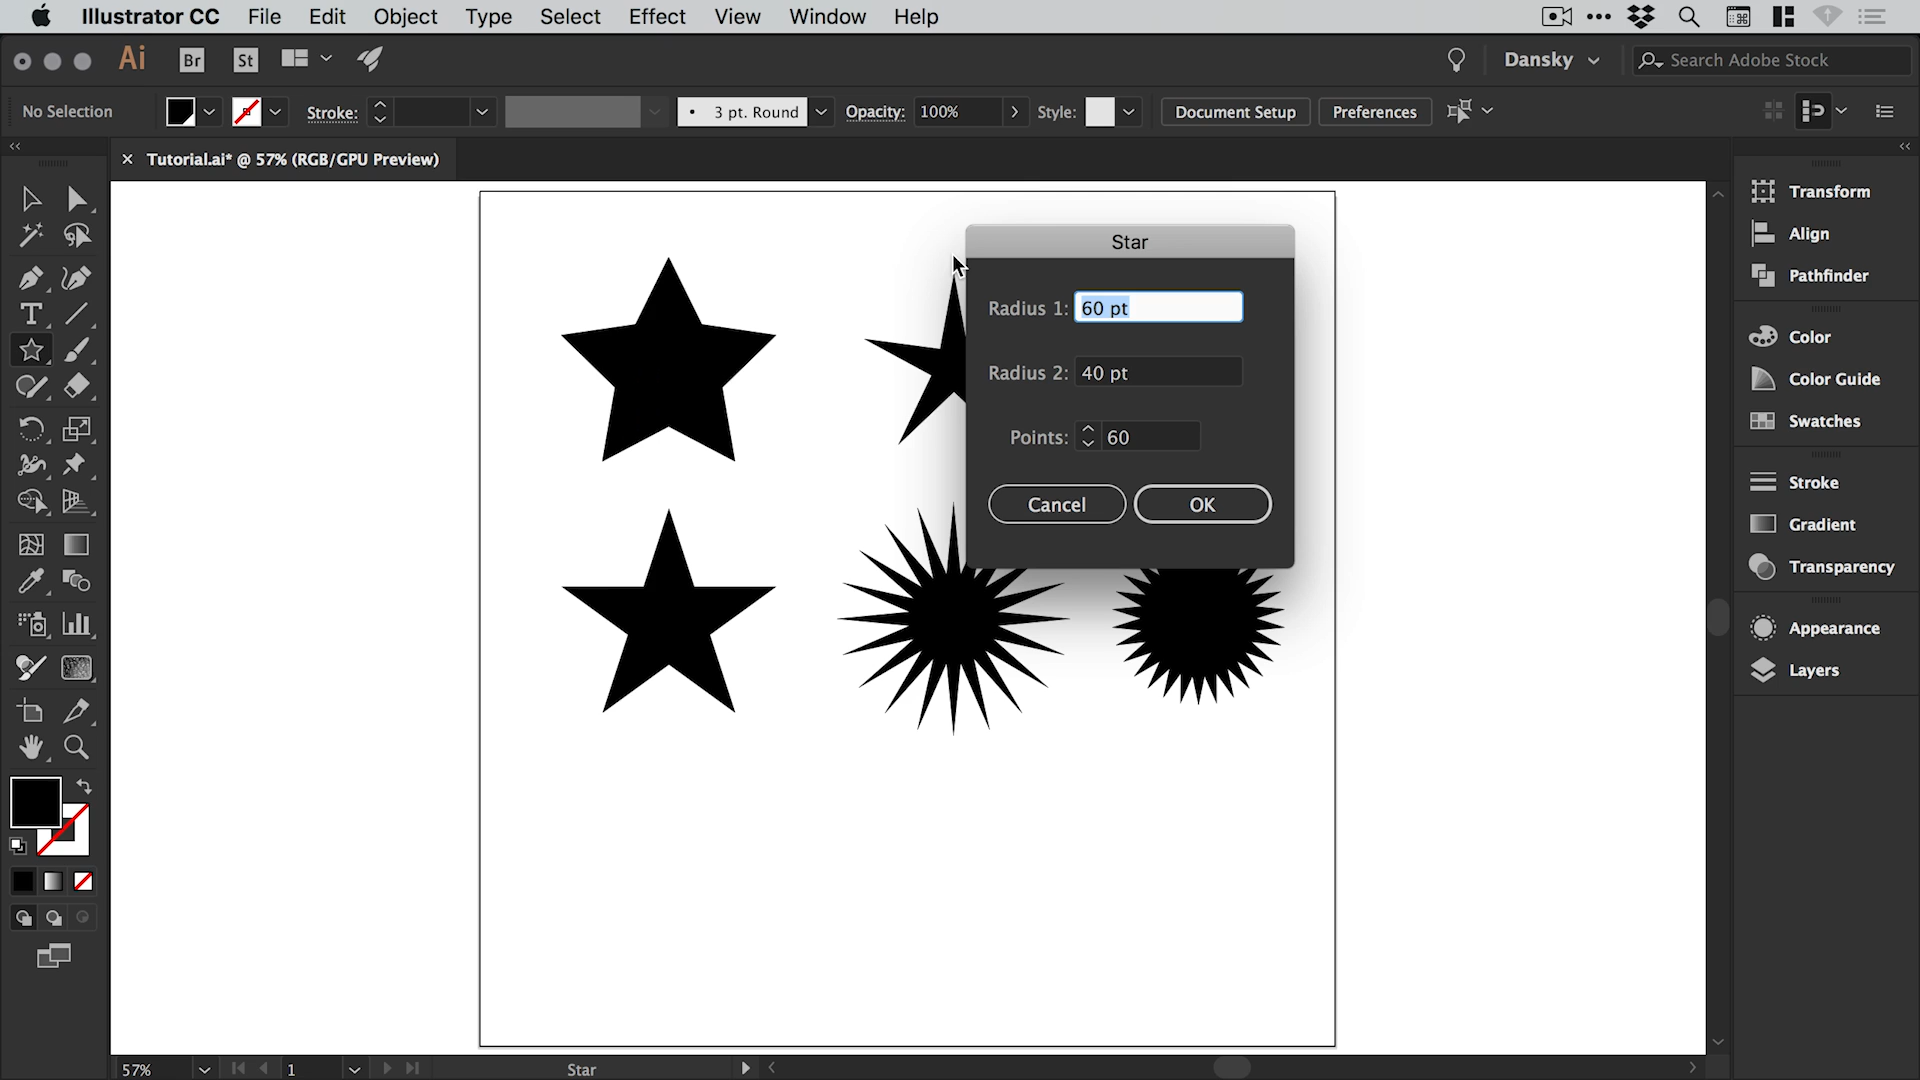 Illustrator CC File Edit Object Type Select Effect View Window Help
Ai Br St Dansky Search Adobe Stock
No Selection Stroke: 3 pt. Round Opacity: 100% Style: Document Setup Preferences
Tutorial.ai* @ 57% (RGB/GPU Preview)
Star
Radius 1: 60 pt
Radius 2: 40 pt
Points: 60
Cancel OK
Transform
Align
Pathfinder
Color
Color Guide
Swatches
Stroke
Gradient
Transparency
Appearance
Layers
57% 1 Star